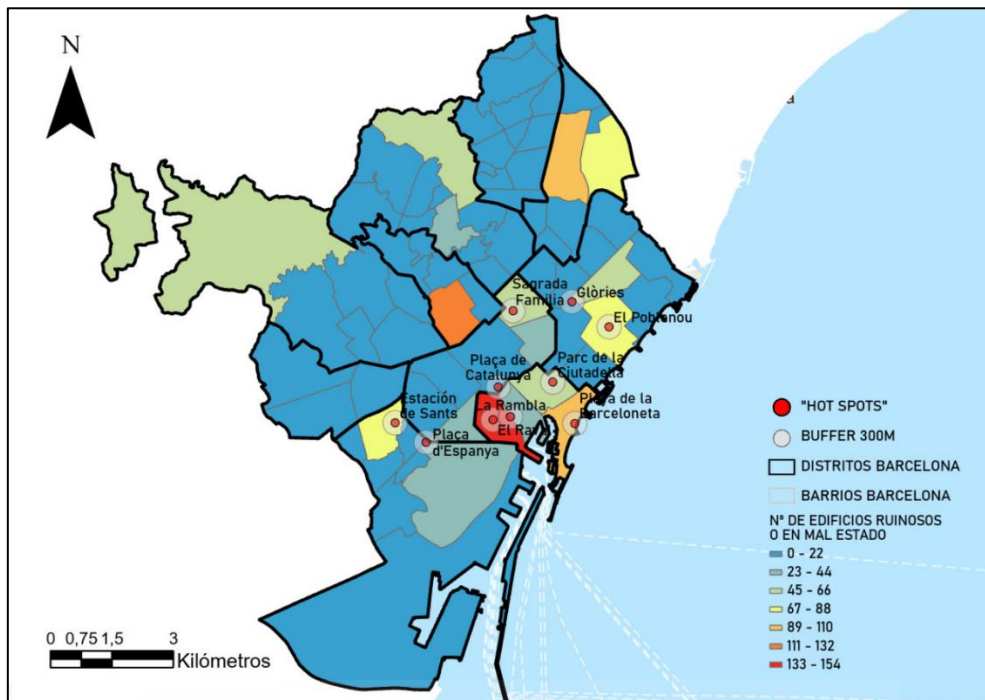 N
a
Sagrada
Familia
Glòries
El Poblenou
Plaça de
Catalunya
Parc de la
Ciutadella
Estación
de Sants
La Rambla
El Raval
Playa de la
Barceloneta
Plaça
d'Espanya
"HOT SPOTS"
BUFFER 300M
DISTRITOS BARCELONA
BARRIOS BARCELONA
Nº DE EDIFICIOS RUINOSOS
O EN MAL ESTADO
0 - 22
23 - 44
45 - 66
67 - 88
89 - 110
111 - 132
133 - 154
0 0,75 1,5 3
Kilómetros